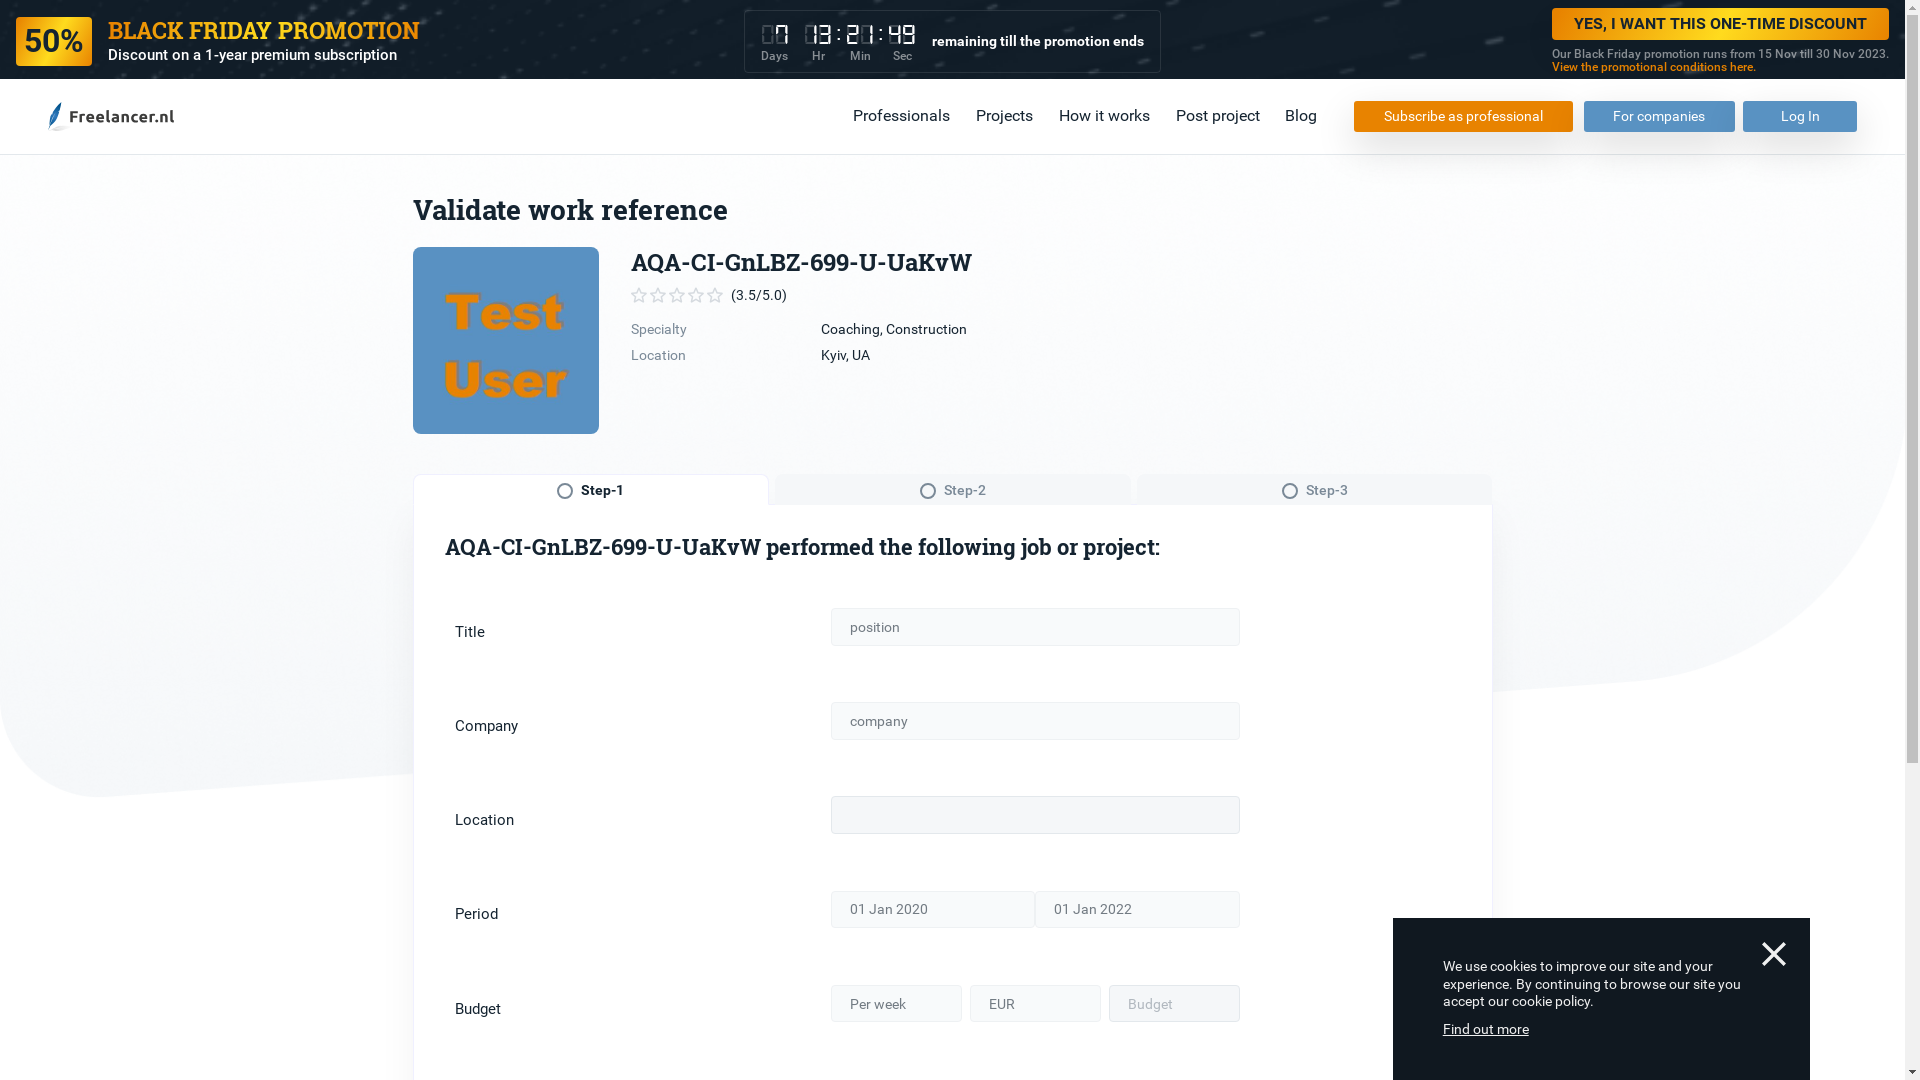 50%
BLACK FRIDAY PROMOTION
Discount on a 1-year premium subscription
7 13:21:49
Days Hr Min Sec
remaining till the promotion ends
YES, I WANT THIS ONE-TIME DISCOUNT
Our Black Friday promotion runs from 15 Nov till 30 Nov 2023.
View the promotional conditions here.
Freelancer.nl
Professionals Projects How it works Post project Blog Subscribe as professional For companies Log In
Validate work reference
Test
User
AQA-CI-GnLBZ-699-U-UaKvW
(3.5/5.0)
Specialty Coaching, Construction
Location Kyiv, UA
Step-1 Step-2 Step-3
AQA-CI-GnLBZ-699-U-UaKvW performed the following job or project:
Title position
Company company
Location
Period 01 Jan 2020 01 Jan 2022
Budget Per week EUR Budget
We use cookies to improve our site and your
experience. By continuing to browse our site you
accept our cookie policy.
Find out more